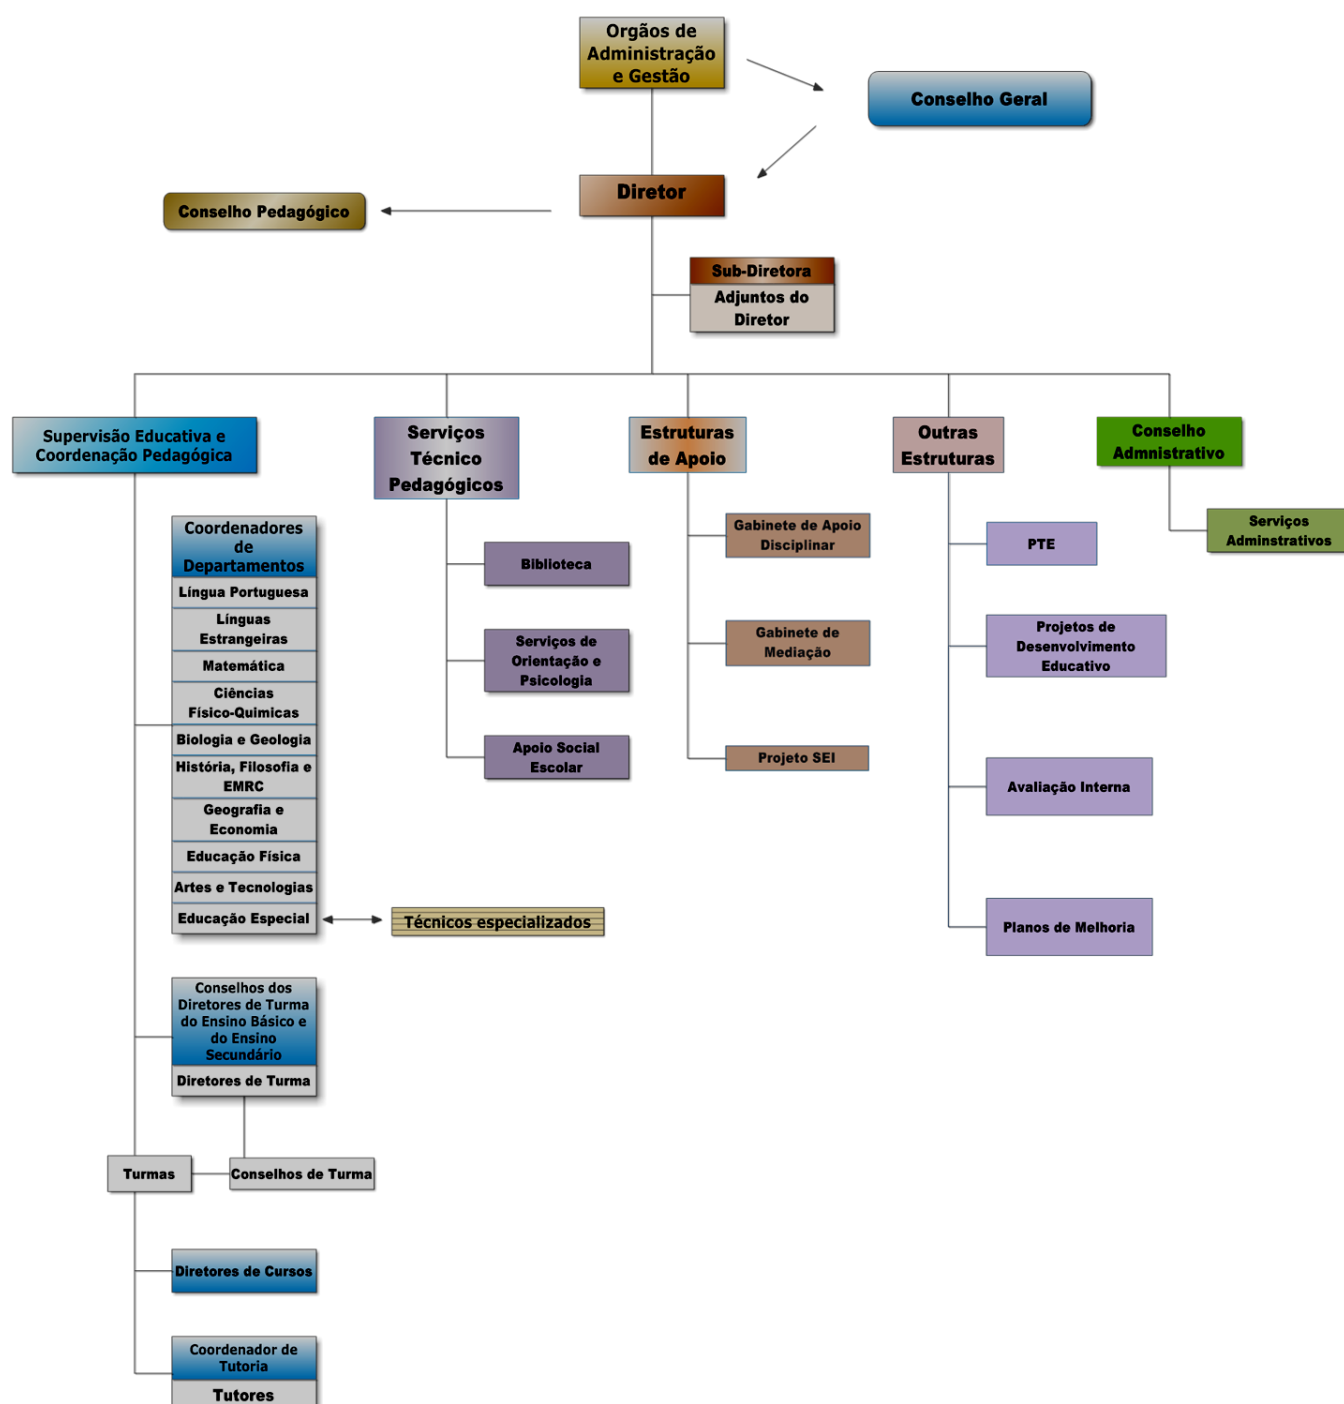 Orgãos de
Administração
e Gestão
Conselho Geral
Diretor
Conselho Pedagógico
Sub-Diretora
Adjuntos do
Diretor
Supervisão Educativa e
Coordenação Pedagógica
Serviços
Técnico
Pedagógicos
Estruturas
de Apoio
Outras
Estruturas
Conselho
Admnistrativo
Coordenadores
de
Departamentos
Língua Portuguesa
Línguas
Estrangeiras
Matemática
Ciências
Físico-Quimicas
Biologia e Geologia
História, Filosofia e
EMRC
Geografia e
Economia
Educação Física
Artes e Tecnologias
Educação Especial
Técnicos especializados
Biblioteca
Serviços de
Orientação e
Psicologia
Apoio Social
Escolar
Gabinete de Apoio
Disciplinar
Gabinete de
Mediação
Projeto SEI
PTE
Projetos de
Desenvolvimento
Educativo
Avaliação Interna
Planos de Melhoria
Serviços
Adminstrativos
Conselhos dos
Diretores de Turma
do Ensino Básico e
do Ensino
Secundário
Diretores de Turma
Turmas
Conselhos de Turma
Diretores de Cursos
Coordenador de
Tutoria
Tutores